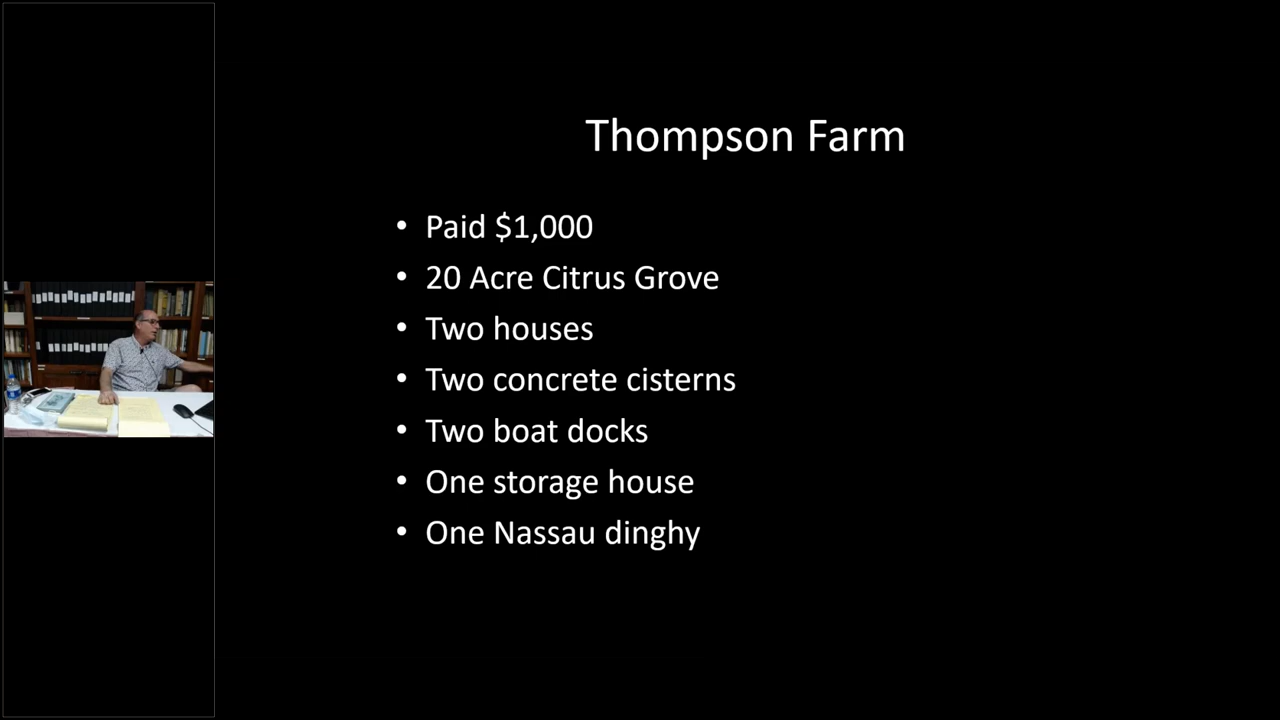 Thompson Farm
• Paid $1,000
• 20 Acre Citrus Grove
• Two houses
• Two concrete cisterns
• Two boat docks
• One storage house
• One Nassau dinghy